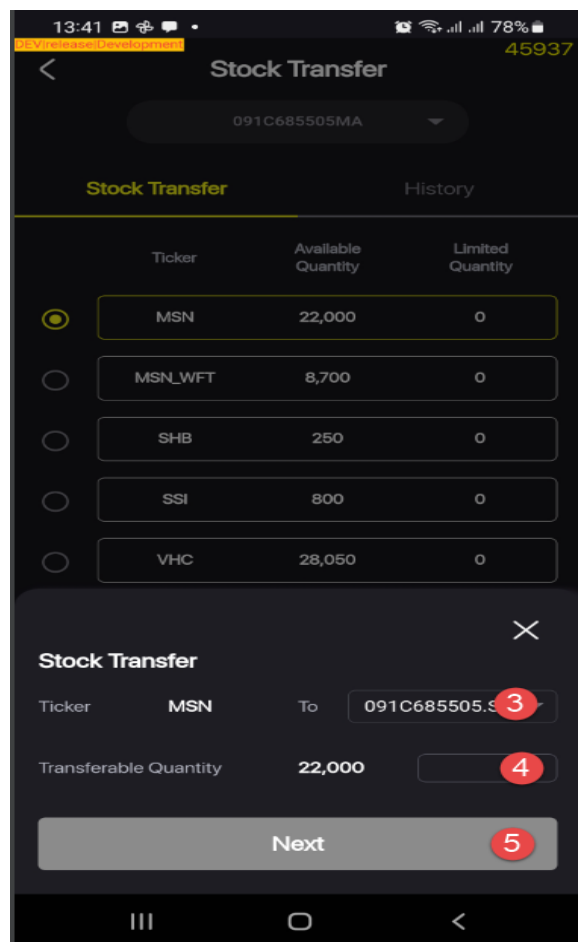 13:41 78%
DEV|release|Development 45937
Stock Transfer
091C685505MA
Stock Transfer History
Ticker Available Quantity Limited Quantity
MSN 22,000 0
MSN_WFT 8,700 0
SHB 250 0
SSI 800 0
VHC 28,050 0
Stock Transfer
Ticker MSN To 091C685505.S 3
Transferable Quantity 22,000 4
Next 5